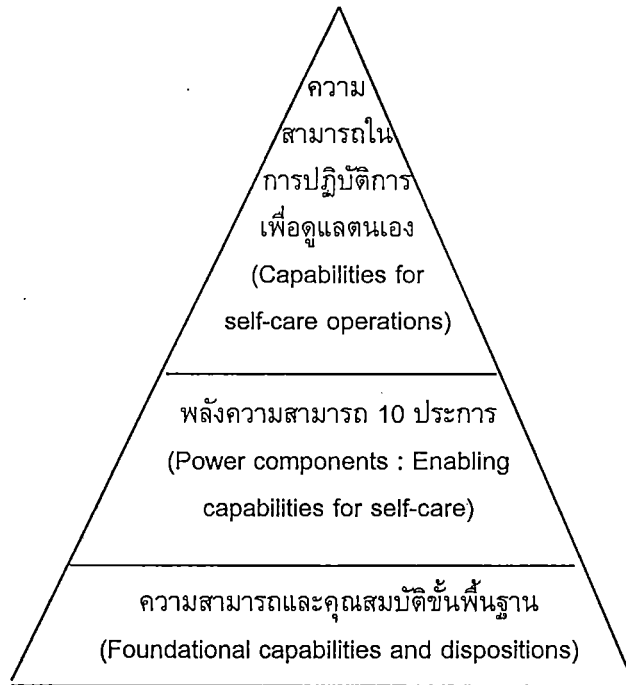 ความ
สามารถใน
การปฏิบัติการ
เพื่อดูแลตนเอง
(Capabilities for
self-care operations)
พลังความสามารถ 10 ประการ
(Power components : Enabling
capabilities for self-care)
ความสามารถและคุณสมบัติขั้นพื้นฐาน
(Foundational capabilities and dispositions)